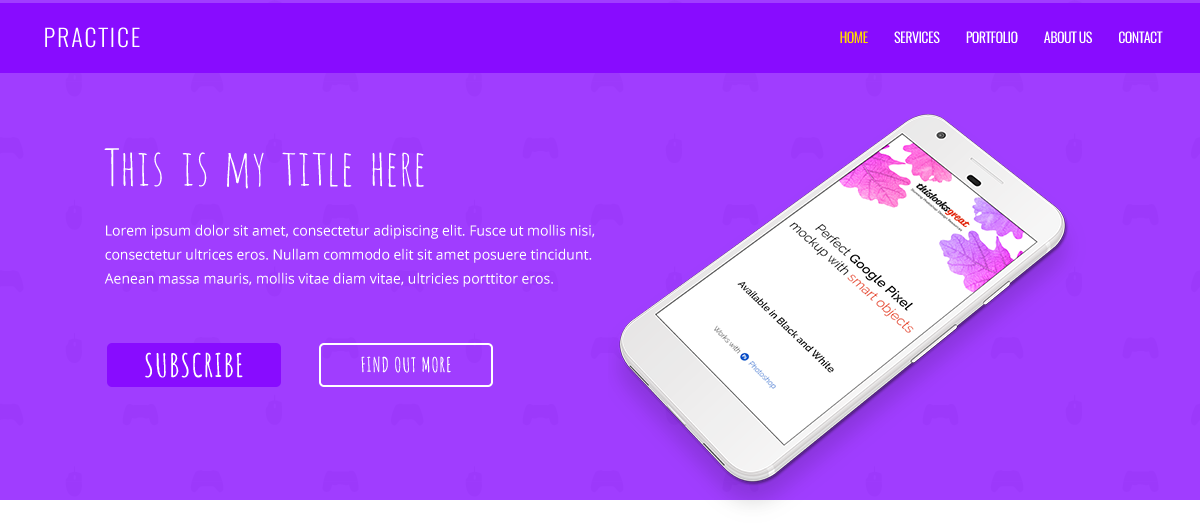 PRACTICE
HOME SERVICES PORTFOLIO ABOUT US CONTACT
This is my title here
Lorem ipsum dolor sit amet, consectetur adipiscing elit. Fusce ut mollis nisi,
consectetur ultrices eros. Nullam commodo elit sit amet posuere tincidunt.
Aenean massa mauris, mollis vitae diam vitae, ultricies porttitor eros.
SUBSCRIBE
FIND OUT MORE
thislooksgreat
Perfect Google Pixel
mockup with smart objects
Available in Black and White
Works with Ps Photoshop